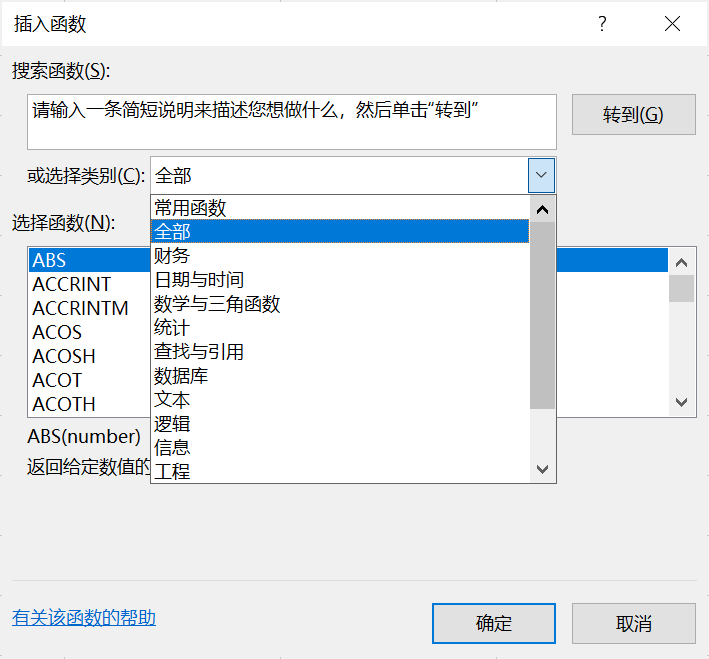 插入函数
?
搜索函数(S):
请输入一条简短说明来描述您想做什么，然后单击“转到”
转到(G)
或选择类别(C):
全部
常用函数
全部
财务
日期与时间
数学与三角函数
统计
查找与引用
数据库
文本
逻辑
信息
工程
选择函数(N):
ABS
ACCRINT
ACCRINTM
ACOS
ACOSH
ACOT
ACOTH
ABS(number)
返回给定数值的
有关该函数的帮助
确定
取消